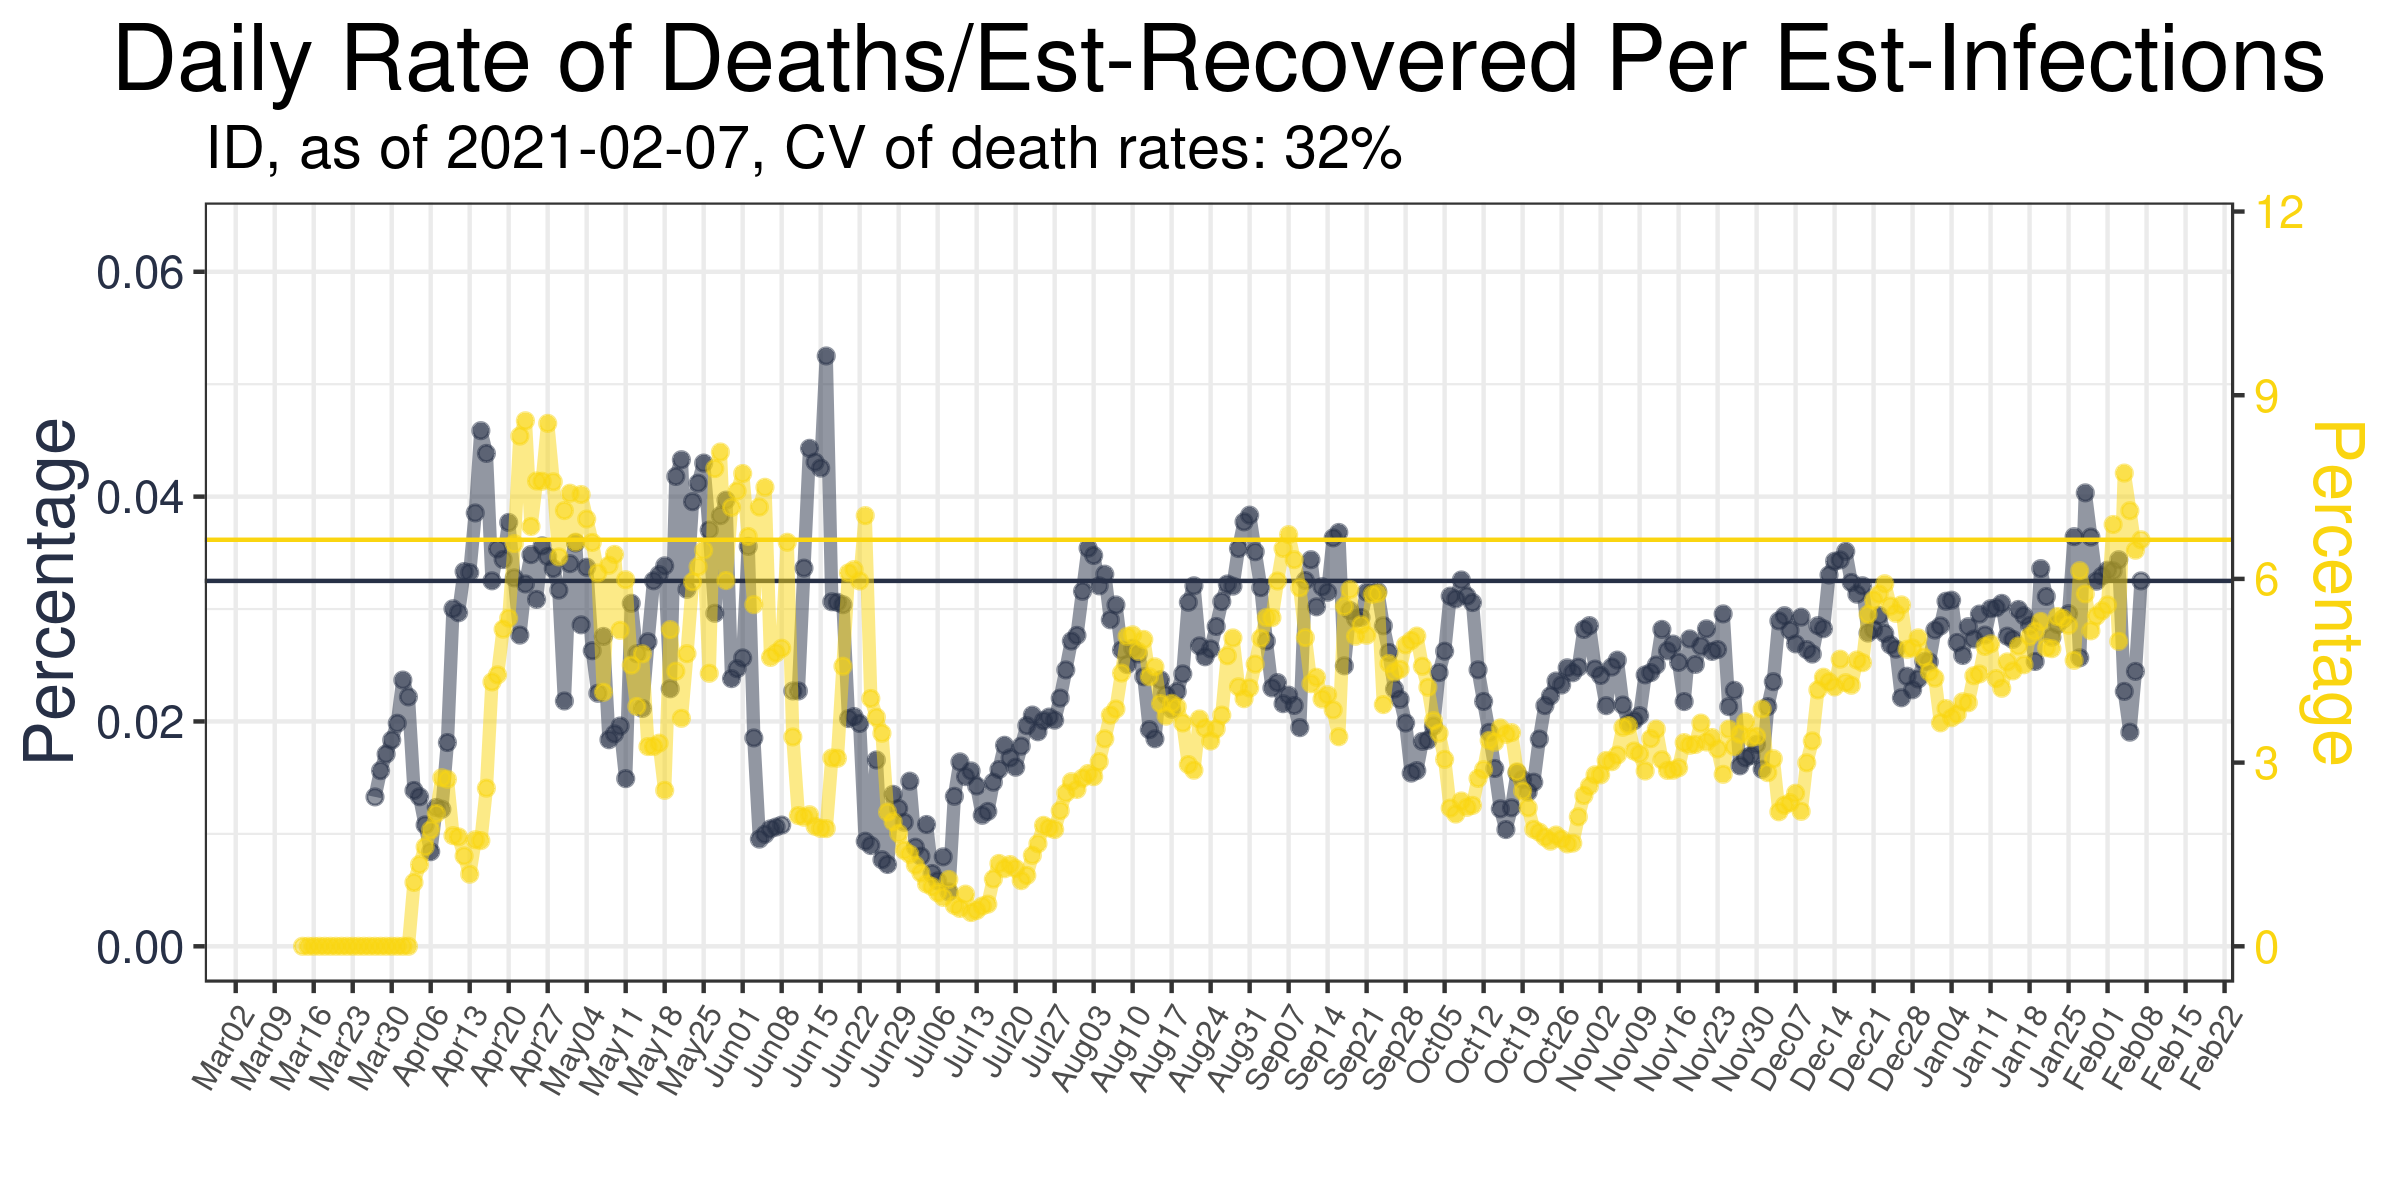 Daily Rate of Deaths/Est-Recovered Per Est-Infections
ID, as of 2021-02-07, CV of death rates: 32%
Percentage
0.06
0.04
0.02
0.00
12
9
6
3
0
Percentage
Mar02
Mar09
Mar16
Mar23
Mar30
Apr06
Apr13
Apr20
Apr27
May04
May11
May18
May25
Jun01
Jun08
Jun15
Jun22
Jun29
Jul06
Jul13
Jul20
Jul27
Aug03
Aug10
Aug17
Aug24
Aug31
Sep07
Sep14
Sep21
Sep28
Oct05
Oct12
Oct19
Oct26
Nov02
Nov09
Nov16
Nov23
Nov30
Dec07
Dec14
Dec21
Dec28
Jan04
Jan11
Jan18
Jan25
Feb01
Feb08
Feb15
Feb22